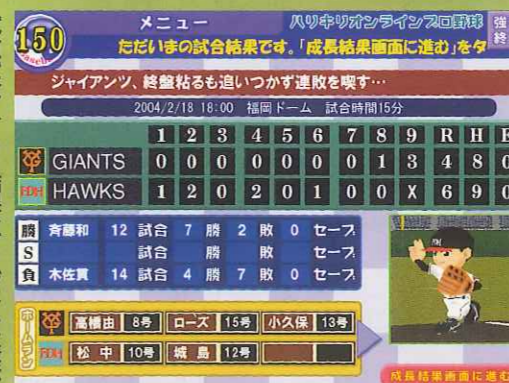 150 メニュー ハリキリオンラインプロ野球 強終
ただいまの試合結果です。「成長結果画面に進む」をタ
ジャイアンツ、終盤粘るも追いつかず連敗を喫す…
2004/2/18 18:00 福岡ドーム 試合時間15分
1 2 3 4 5 6 7 8 9 R H E
GIANTS 0 0 0 0 0 0 0 1 3 4 8 0
FDH HAWKS 1 2 0 2 0 1 0 0 X 6 9 0
勝 斉藤和 12 試合 7 勝 2 敗 0 セーブ
S 試合 勝 敗 セーブ
負 木佐貫 14 試合 4 勝 7 敗 0 セーブ
ホームラン
高橋由 8号 ローズ 15号 小久保 13号
FDH 松中 10号 城島 12号
成長結果画面に進む